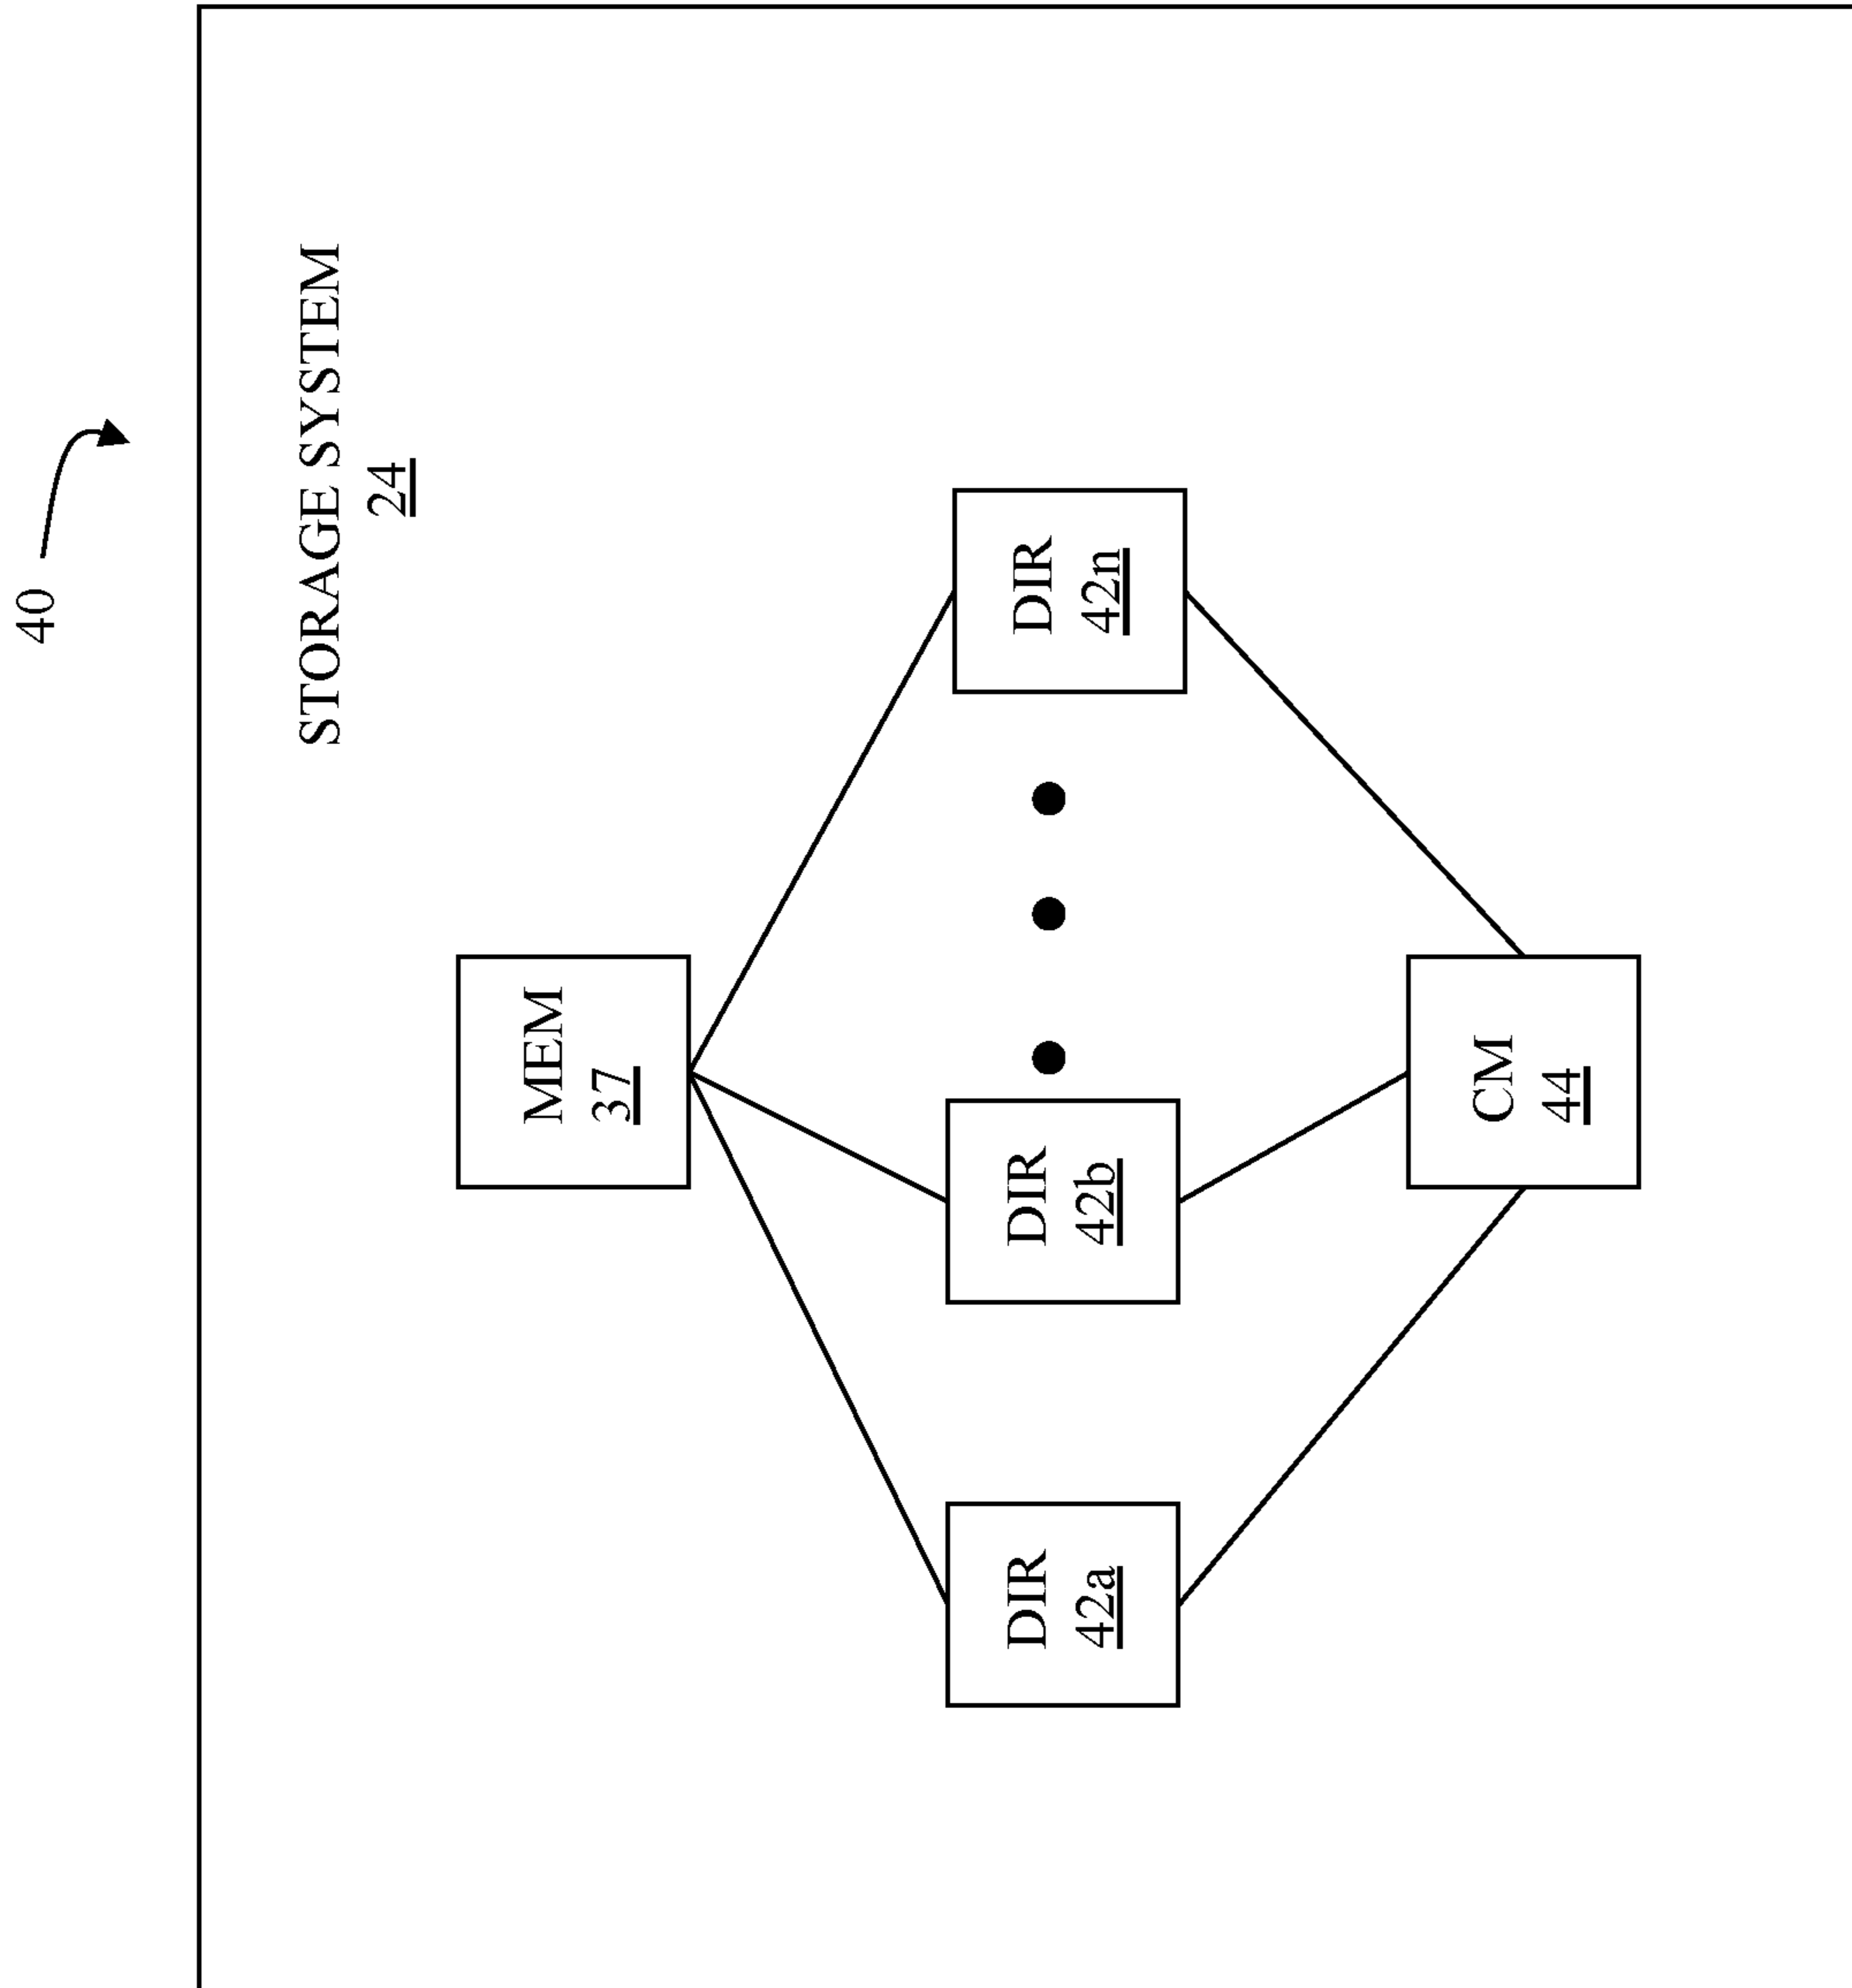 40
STORAGE SYSTEM
24
MEM
37
DIR
42a
DIR
42b
DIR
42n
CM
44